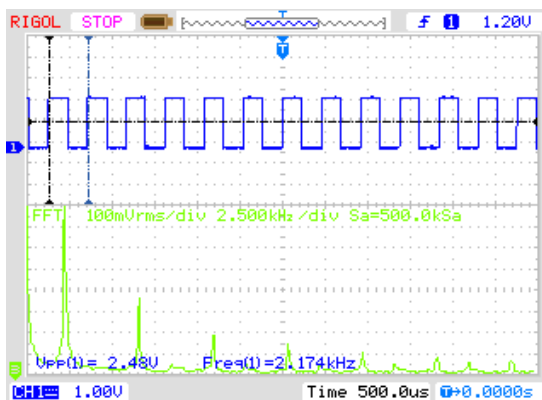 RIGOL STOP 1 1.20V
T
1
FFT 100mVrms/div 2.500kHz/div Sa=500.0kSa
Vpp(1)= 2.48V Freq(1)=2.174kHz
CH1 1.00V Time 500.0us 0.0000s